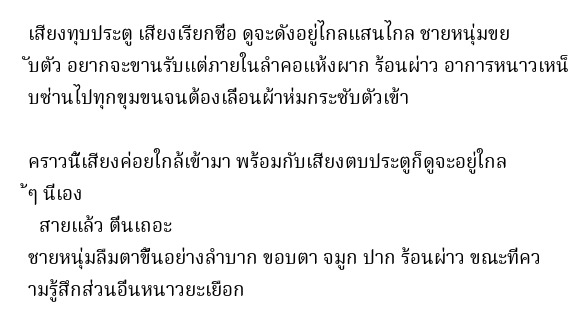 เสียงทุบประตู เสียงเรียกชื่อ ดูจะดังอยู่ไกลแสนไกล ชายหนุ่มขย
ับตัว อยากจะขานรับแต่ภายในลำคอแห้งผาก ร้อนผ่าว อาการหนาวเหน็
บซ่านไปทุกขุมขนจนต้องเลื่อนผ้าห่มกระชับตัวเข้า
คราวนี้เสียงค่อยใกล้เข้ามา พร้อมกับเสียงตบประตูก็ดูจะอยู่ใกล
้ๆ นี่เอง
สายแล้ว ตื่นเถอะ
ชายหนุ่มลืมตาขึ้นอย่างลำบาก ขอบตา จมูก ปาก ร้อนผ่าว ขณะที่คว
ามรู้สึกส่วนอื่นหนาวยะเยือก